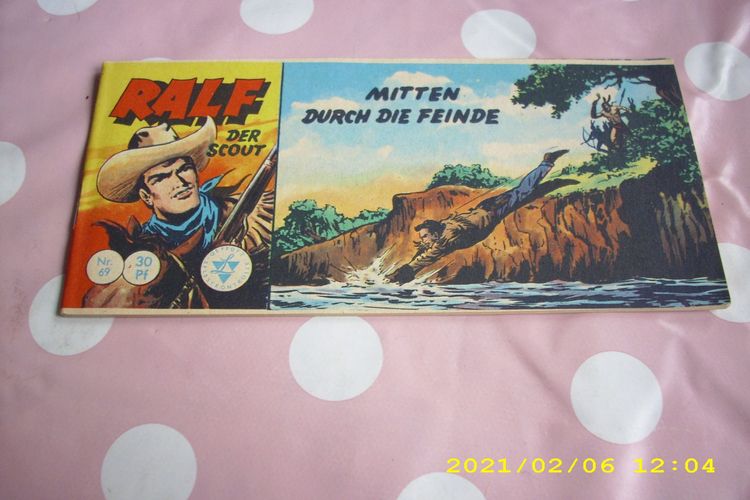 RALF
DER
SCOUT
MITTEN
DURCH DIE FEINDE
Nr.
69
30
Pf
2021/02/06 12:04